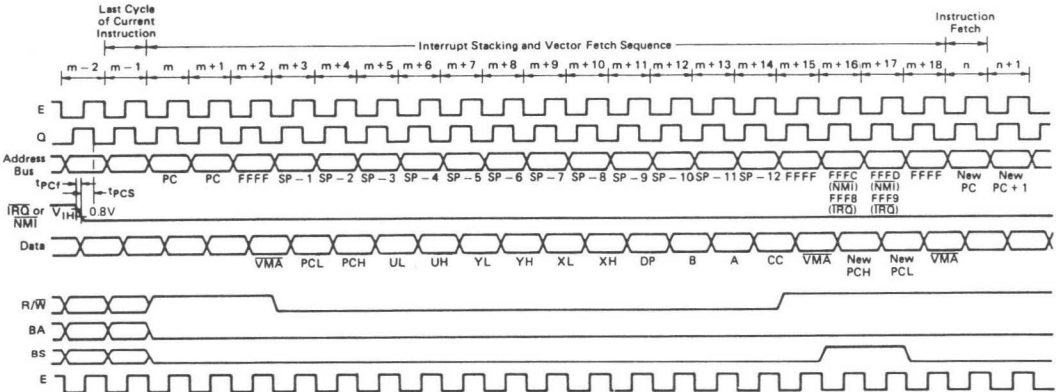 Last Cycle
of Current
Instruction
Instruction
Fetch
Interrupt Stacking and Vector Fetch Sequence
m − 2 m − 1 m m + 1 m + 2 m + 3 m + 4 m + 5 m + 6 m + 7 m + 8 m + 9 m + 10 m + 11 m + 12 m + 13 m + 14 m + 15 m + 16 m + 17 m + 18 n n + 1
E
Q
Address
Bus
PC PC FFFF SP − 1 SP − 2 SP − 3 SP − 4 SP − 5 SP − 6 SP − 7 SP − 8 SP − 9 SP − 10 SP − 11 SP − 12 FFFF FFFC FFFD FFFF New New
(NMI) (NMI) PC PC + 1
FFF8 FFF9
(IRQ) (IRQ)
tPCf
tPCS
IRQ or
NMI
VIH
0.8V
Data
VMA PCL PCH UL UH YL YH XL XH DP B A CC VMA New New VMA
PCH PCL
R/W
BA
BS
E